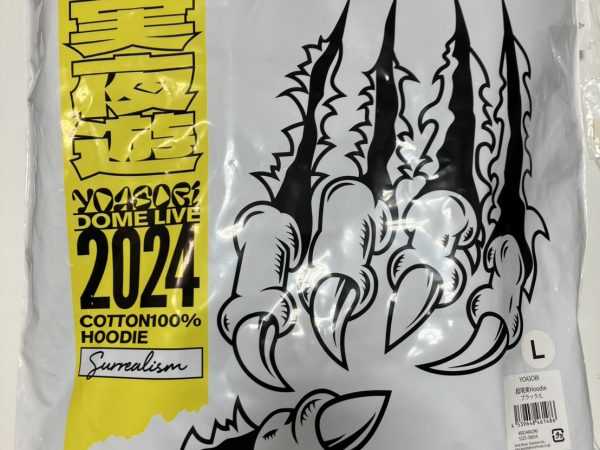 実
夜
遊
YOASOBI
DOME LIVE
2024
COTTON100%
HOODIE
Surrealism
L
YOASOBI
超現実Hoodie
ブラック/L
4539648461486